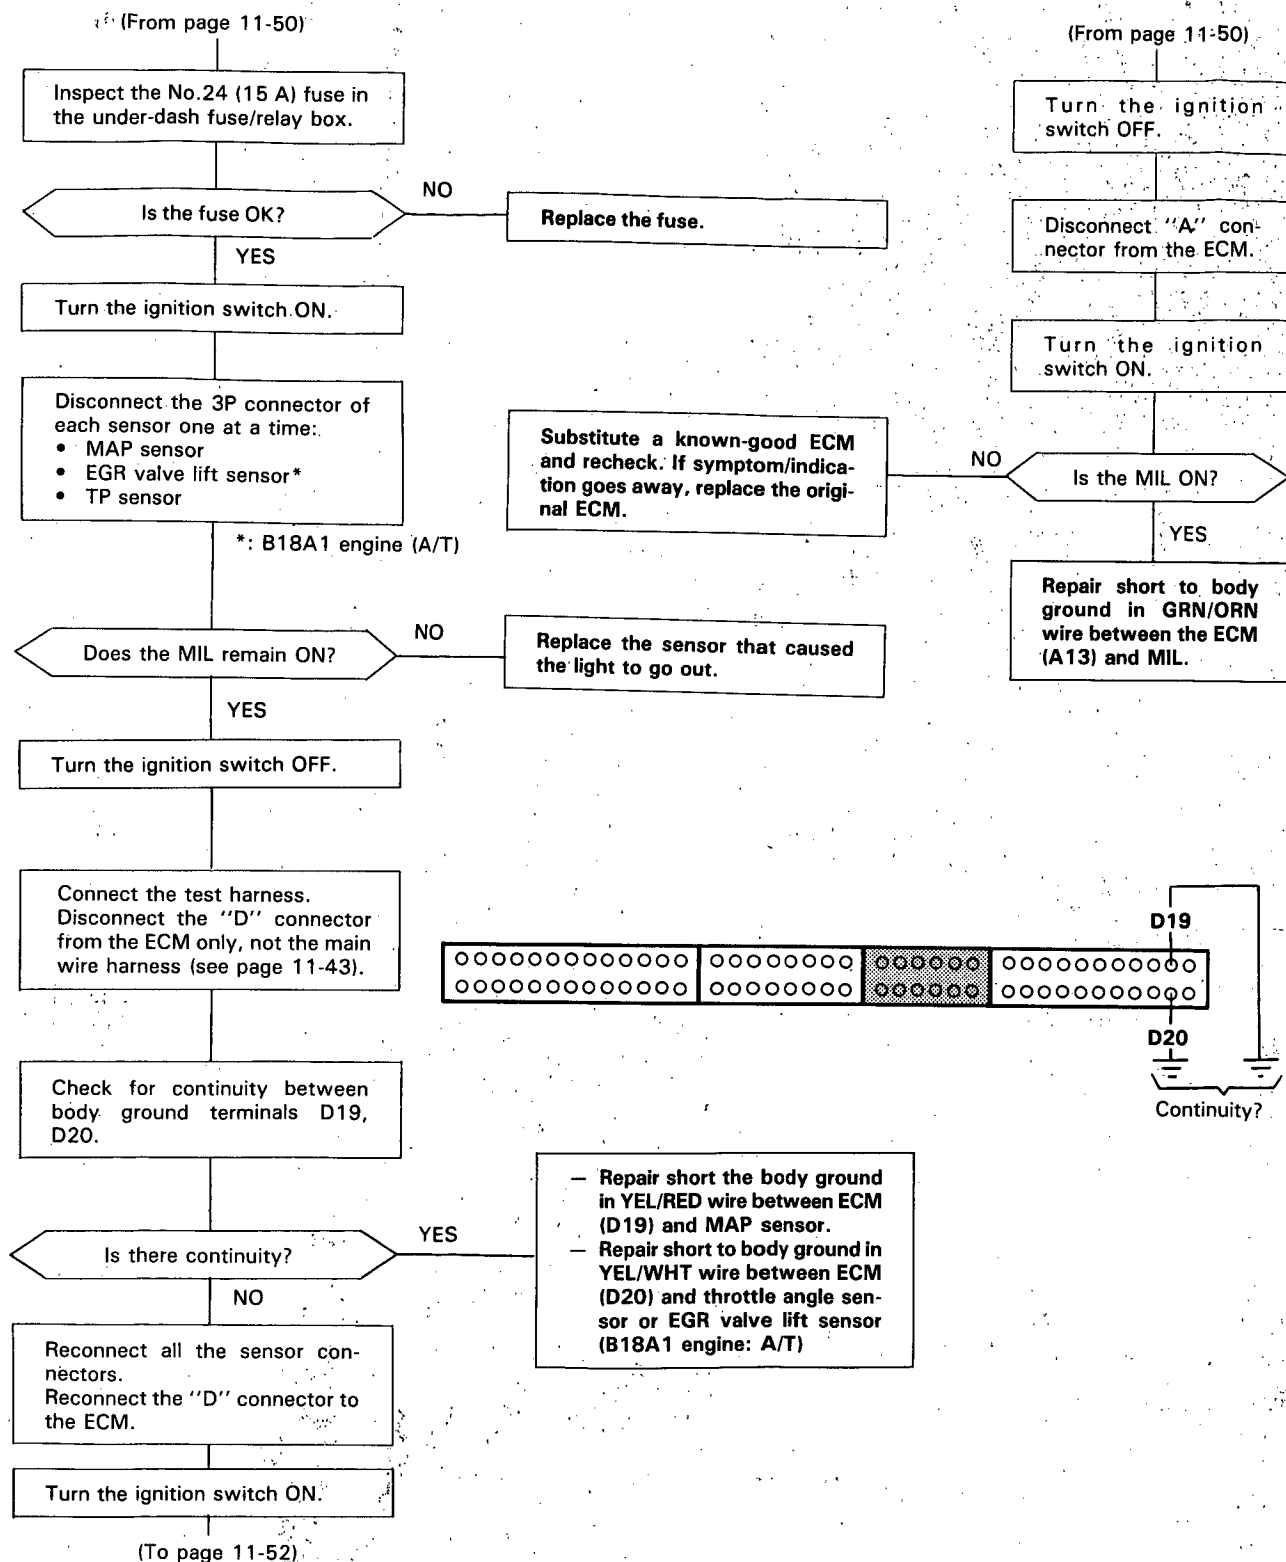 (From page 11-50)
Inspect the No.24 (15 A) fuse in
the under-dash fuse/relay box.
Is the fuse OK?
NO
Replace the fuse.
YES
Turn the ignition switch ON.
Disconnect the 3P connector of
each sensor one at a time:
• MAP sensor
• EGR valve lift sensor*
• TP sensor
*: B18A1 engine (A/T)
Does the MIL remain ON?
NO
Replace the sensor that caused
the light to go out.
YES
Turn the ignition switch OFF.
Connect the test harness.
Disconnect the "D" connector
from the ECM only, not the main
wire harness (see page 11-43).
Check for continuity between
body ground terminals D19,
D20.
Is there continuity?
YES
— Repair short the body ground
in YEL/RED wire between ECM
(D19) and MAP sensor.
— Repair short to body ground in
YEL/WHT wire between ECM
(D20) and throttle angle sen-
sor or EGR valve lift sensor
(B18A1 engine: A/T)
NO
Reconnect all the sensor con-
nectors.
Reconnect the "D" connector to
the ECM.
Turn the ignition switch ON.
(To page 11-52)
(From page 11-50)
Turn the ignition
switch OFF.
Disconnect "A" con-
nector from the ECM.
Turn the ignition
switch ON.
Is the MIL ON?
NO
Substitute a known-good ECM
and recheck. If symptom/indica-
tion goes away, replace the origi-
nal ECM.
YES
Repair short to body
ground in GRN/ORN
wire between the ECM
(A13) and MIL.
D19
D20
Continuity?